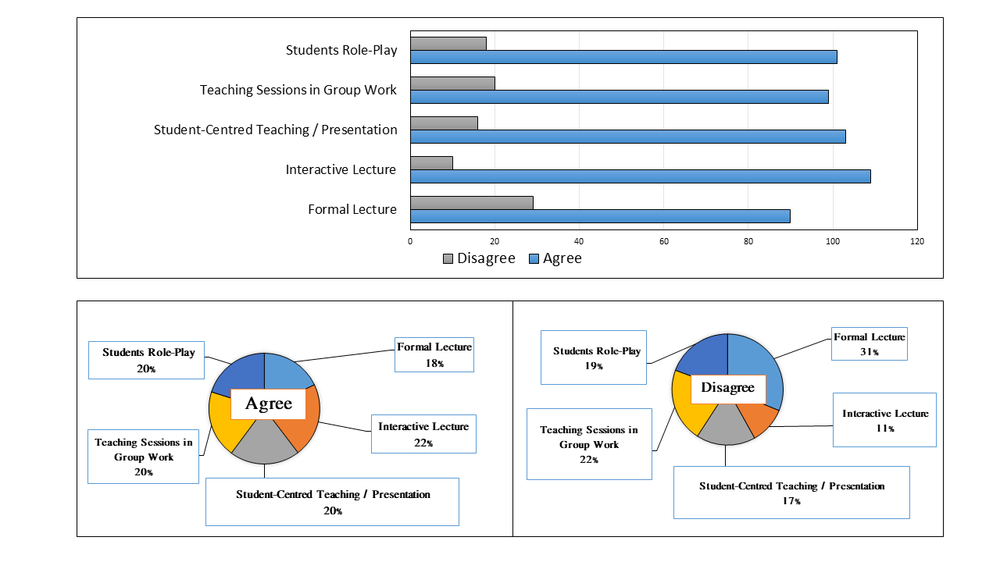 Students Role-Play
Teaching Sessions in Group Work
Student-Centred Teaching / Presentation
Interactive Lecture
Formal Lecture
0 20 40 60 80 100 120
Disagree Agree
Students Role-Play
20%
Formal Lecture
18%
Agree
Interactive Lecture
22%
Teaching Sessions in
Group Work
20%
Student-Centred Teaching / Presentation
20%
Students Role-Play
19%
Formal Lecture
31%
Disagree
Interactive Lecture
11%
Teaching Sessions in
Group Work
22%
Student-Centred Teaching / Presentation
17%